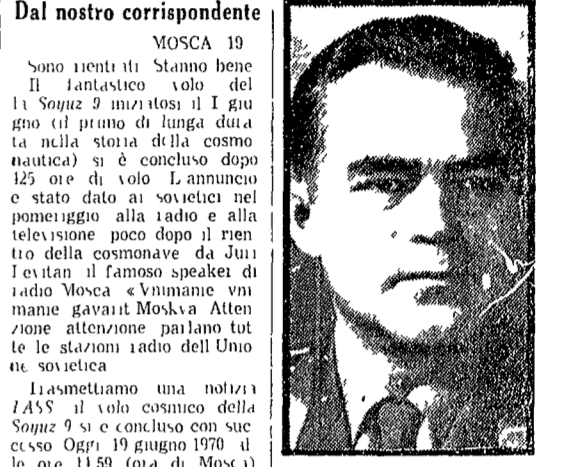 Dal nostro corrispondente
MOSCA 19
Sono rientrati Stanno bene
Il fantastico volo del
la Soyuz 9 iniziatosi il 1 giu
gno (il primo di lunga dura
ta nella storia della cosmo
nautica) si è concluso dopo
425 ore di volo L annuncio
e stato dato ai sovietici nel
pomeriggio alla radio e alla
televisione poco dopo il rien
tro della cosmonave da Juri
Levitan il famoso speaker di
radio Mosca « Vnimanie vni
manie gavarit Moskva Atten
zione attenzione parlano tut
te le stazioni radio dell Unio
ne sovietica
Trasmettiamo una notizia
TASS il volo cosmico della
Soyuz 9 si e concluso con suc
cesso Oggi 19 giugno 1970 al
le ore 14 59 (ora di Mosca)